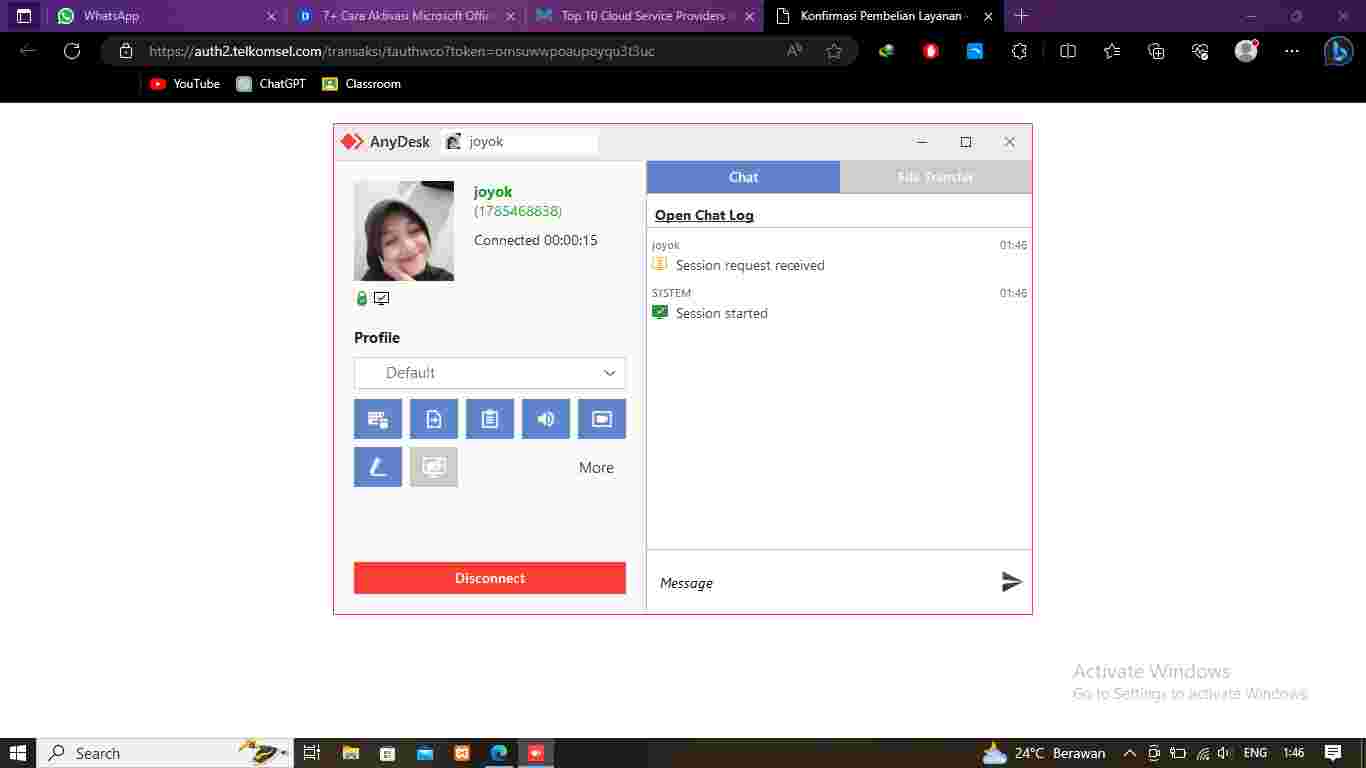 WhatsApp
7+ Cara Aktivasi Microsoft Offic
Top 10 Cloud Service Providers
Konfirmasi Pembelian Layanan -
https://auth2.telkomsel.com/transaksi/tauthwco?token=omsuwwpoaupoyqu3t3uc
YouTube
ChatGPT
Classroom
AnyDesk
joyok
joyok
(1785468838)
Connected 00:00:15
Profile
Default
More
Disconnect
Chat
File Transfer
Open Chat Log
joyok 01:46
Session request received
SYSTEM 01:46
Session started
Message
Activate Windows
Go to Settings to activate Windows.
Search
24°C Berawan
ENG
1:46